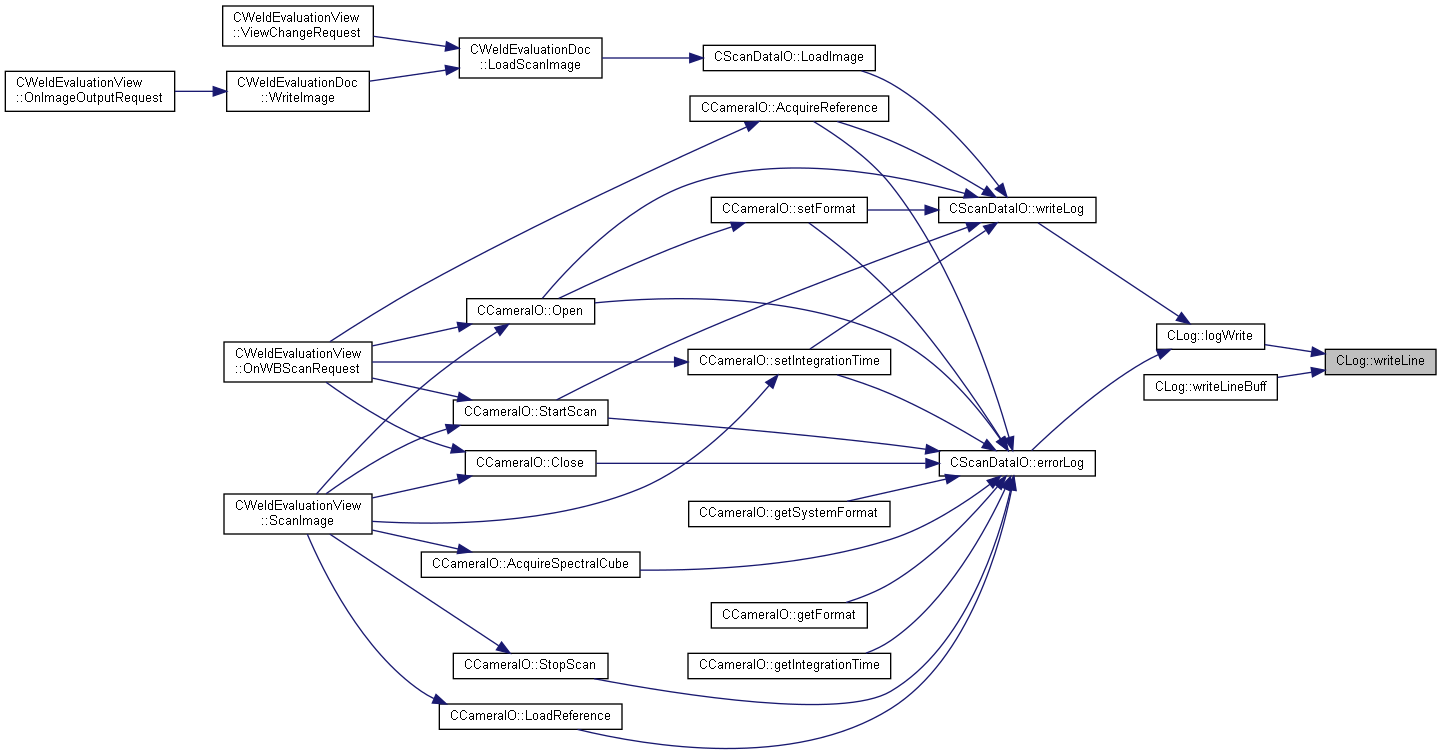 CWeldEvaluationView
::ViewChangeRequest
CWeldEvaluationDoc
::LoadScanImage
CScanDataIO::LoadImage
CWeldEvaluationView
::OnImageOutputRequest
CWeldEvaluationDoc
::WriteImage
CCameraIO::AcquireReference
CCameraIO::setFormat
CScanDataIO::writeLog
CCameraIO::Open
CLog::logWrite
CWeldEvaluationView
::OnWBScanRequest
CCameraIO::setIntegrationTime
CLog::writeLine
CLog::writeLineBuff
CCameraIO::StartScan
CCameraIO::Close
CScanDataIO::errorLog
CWeldEvaluationView
::ScanImage
CCameraIO::getSystemFormat
CCameraIO::AcquireSpectralCube
CCameraIO::getFormat
CCameraIO::StopScan
CCameraIO::getIntegrationTime
CCameraIO::LoadReference